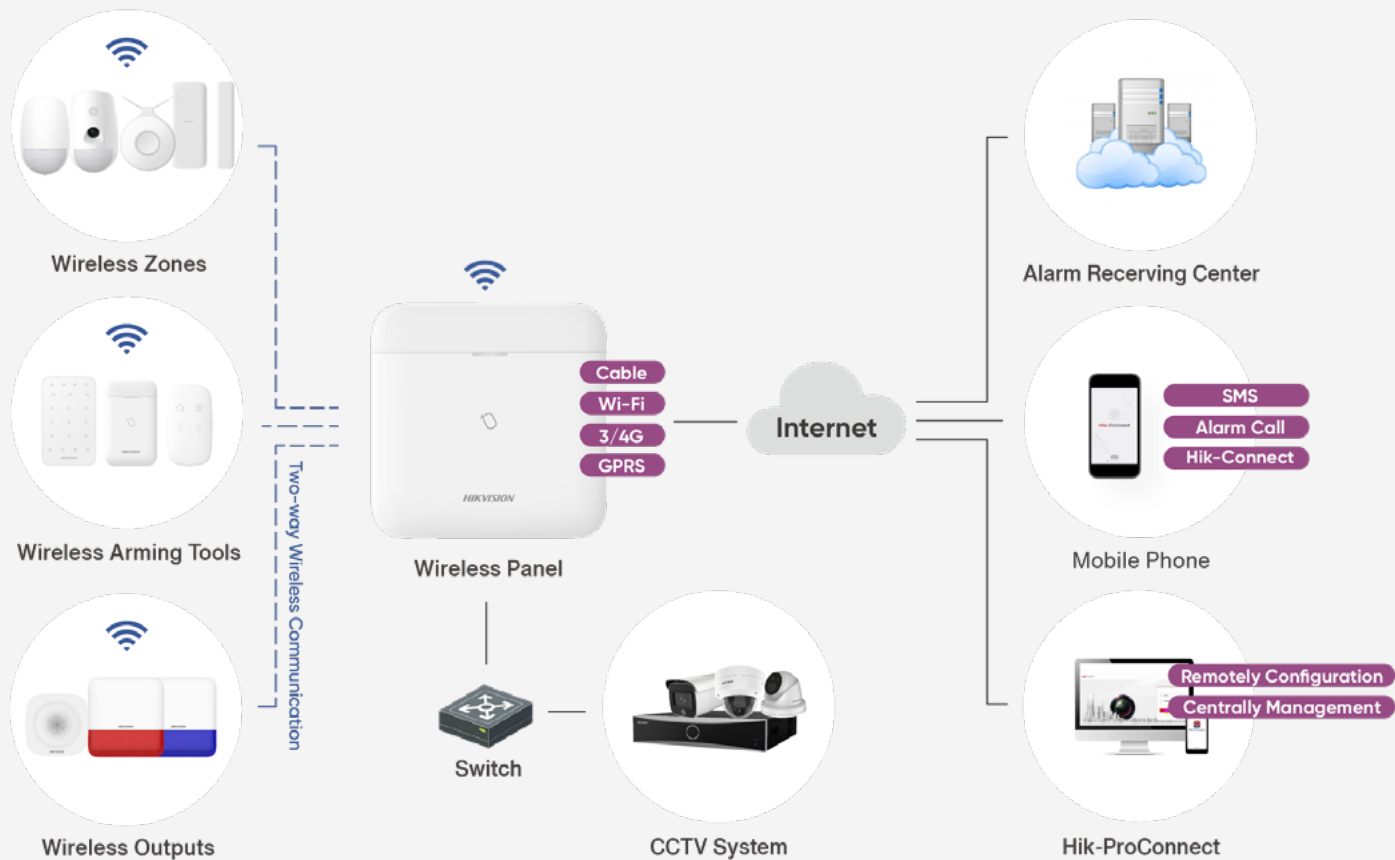 Wireless Zones
Wireless Arming Tools
Wireless Outputs
Two-way Wireless Communication
HIKVISION
Wireless Panel
Cable
Wi-Fi
3/4G
GPRS
Internet
Switch
CCTV System
Alarm Recerving Center
Hik-Connect
SMS
Alarm Call
Hik-Connect
Mobile Phone
Remotely Configuration
Centrally Management
Hik-ProConnect